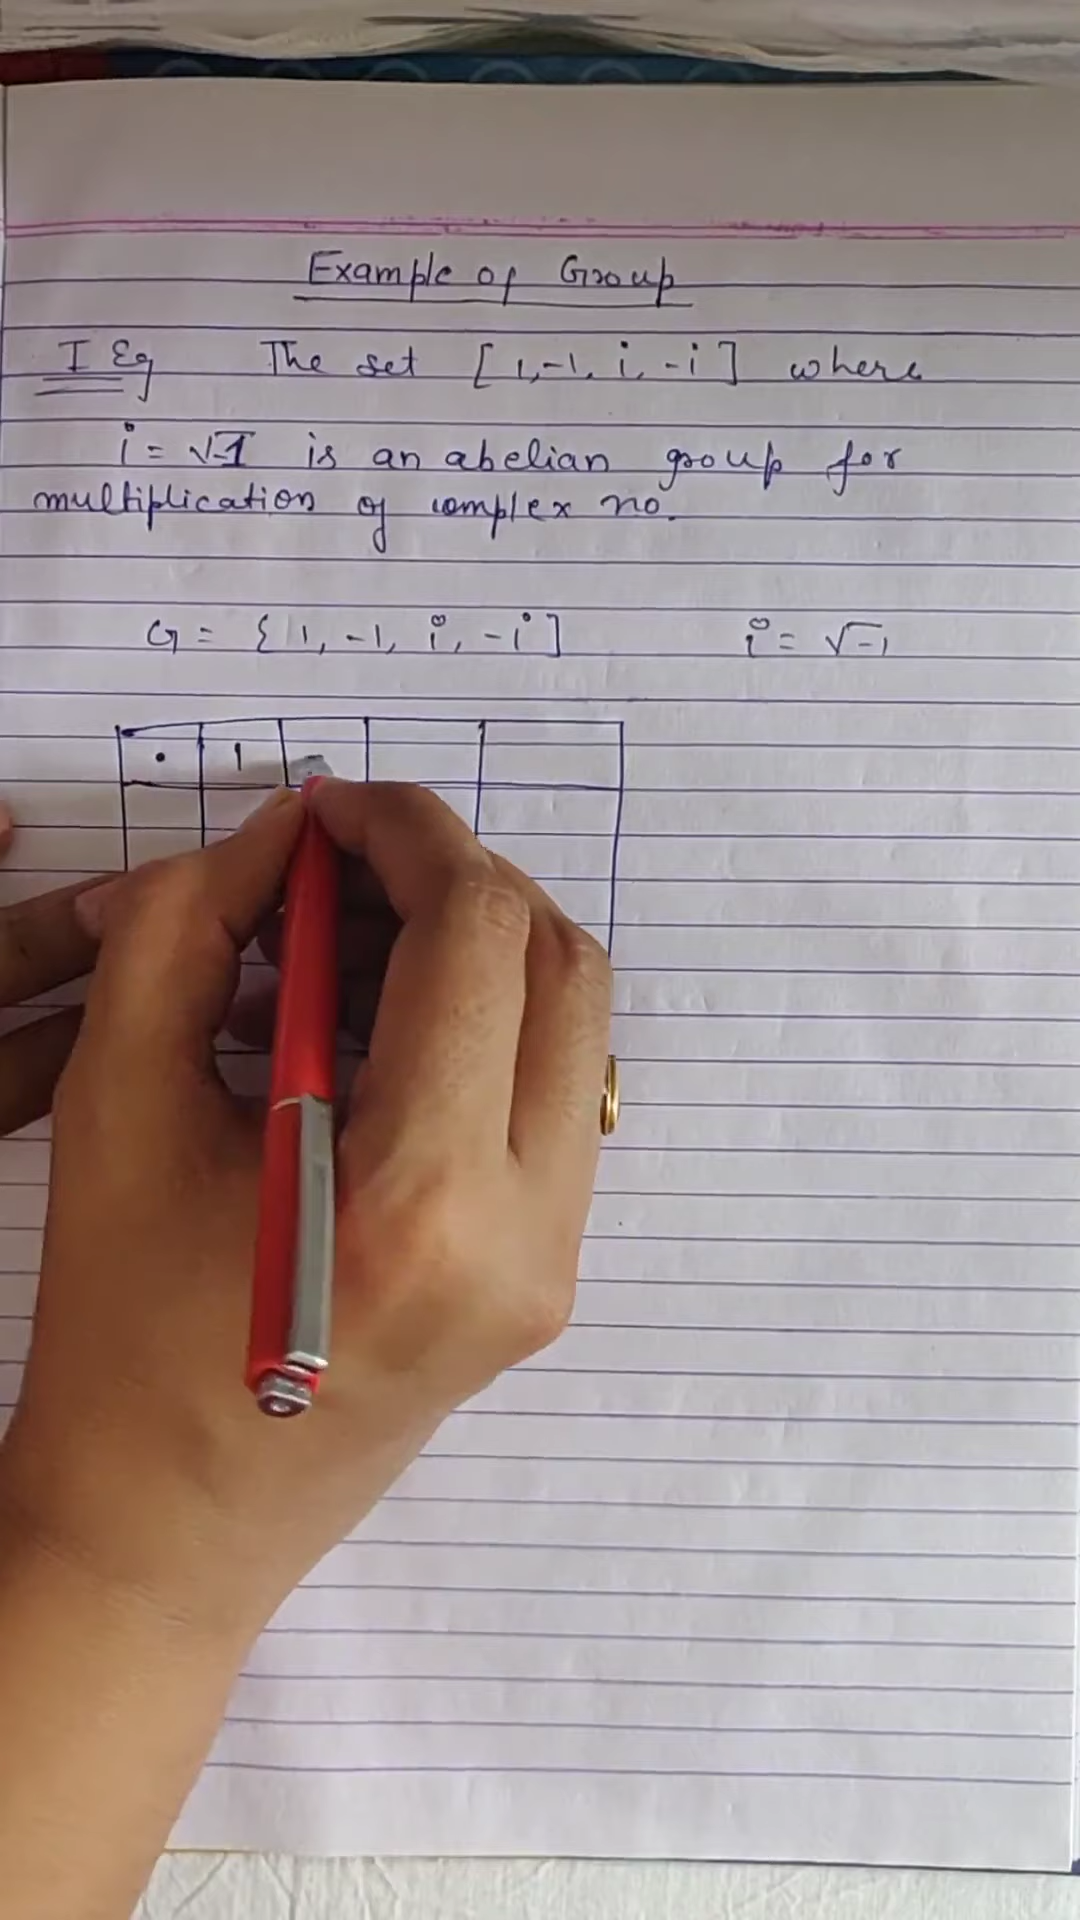 Example of Group
I Eg The set [1,-1, i, -i] where
i = √-1 is an abelian group for
multiplication of complex no.
G = {1, -1, i, -i] i = √-1
• 1